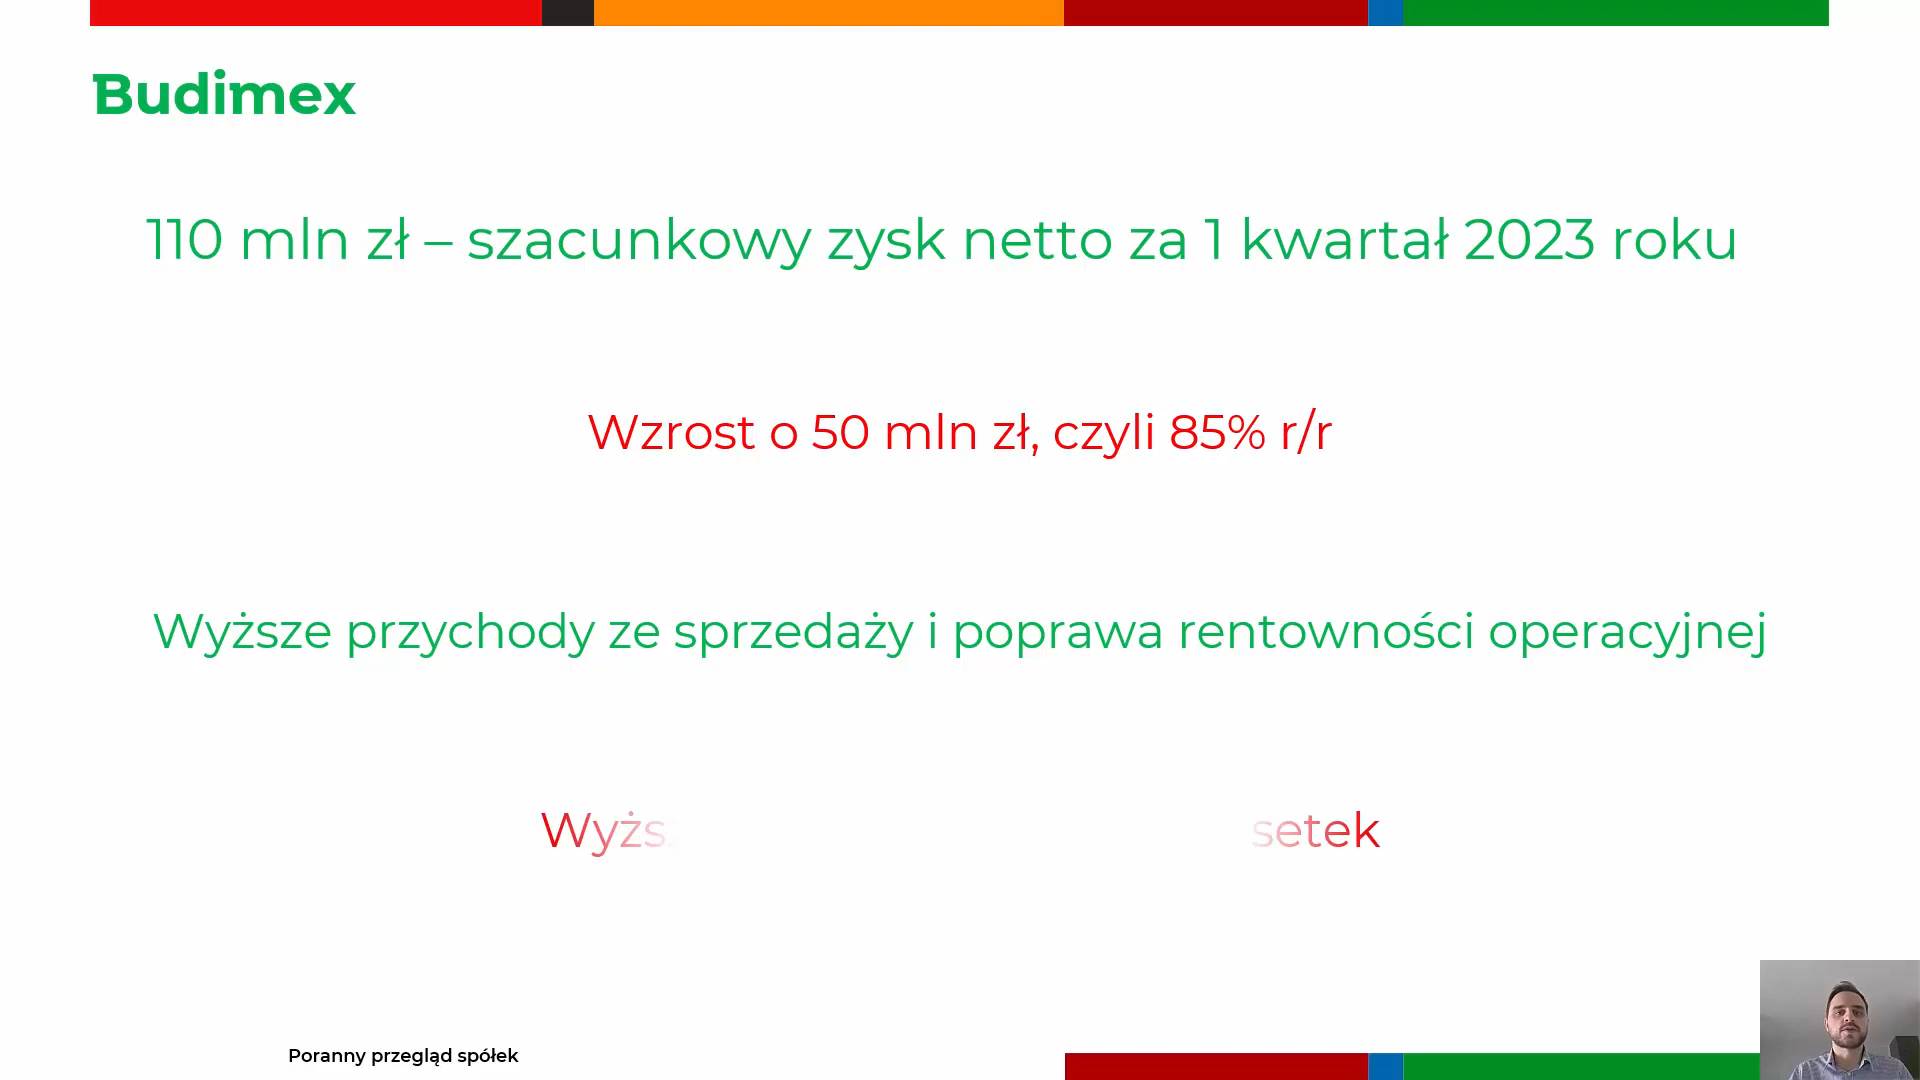 Budimex
110 mln zł – szacunkowy zysk netto za 1 kwartał 2023 roku
Wzrost o 50 mln zł, czyli 85% r/r
Wyższe przychody ze sprzedaży i poprawa rentowności operacyjnej
Poranny przegląd spółek